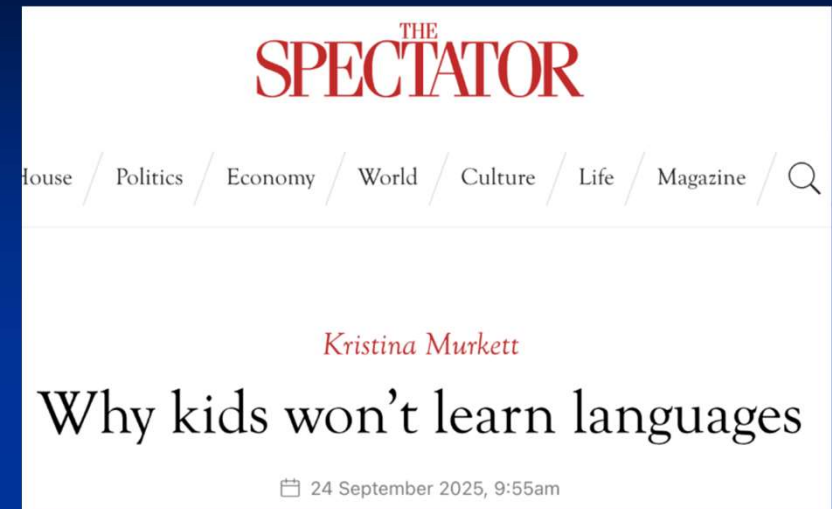 THE
SPECTATOR
House Politics Economy World Culture Life Magazine
Kristina Murkett
Why kids won’t learn languages
24 September 2025, 9:55am